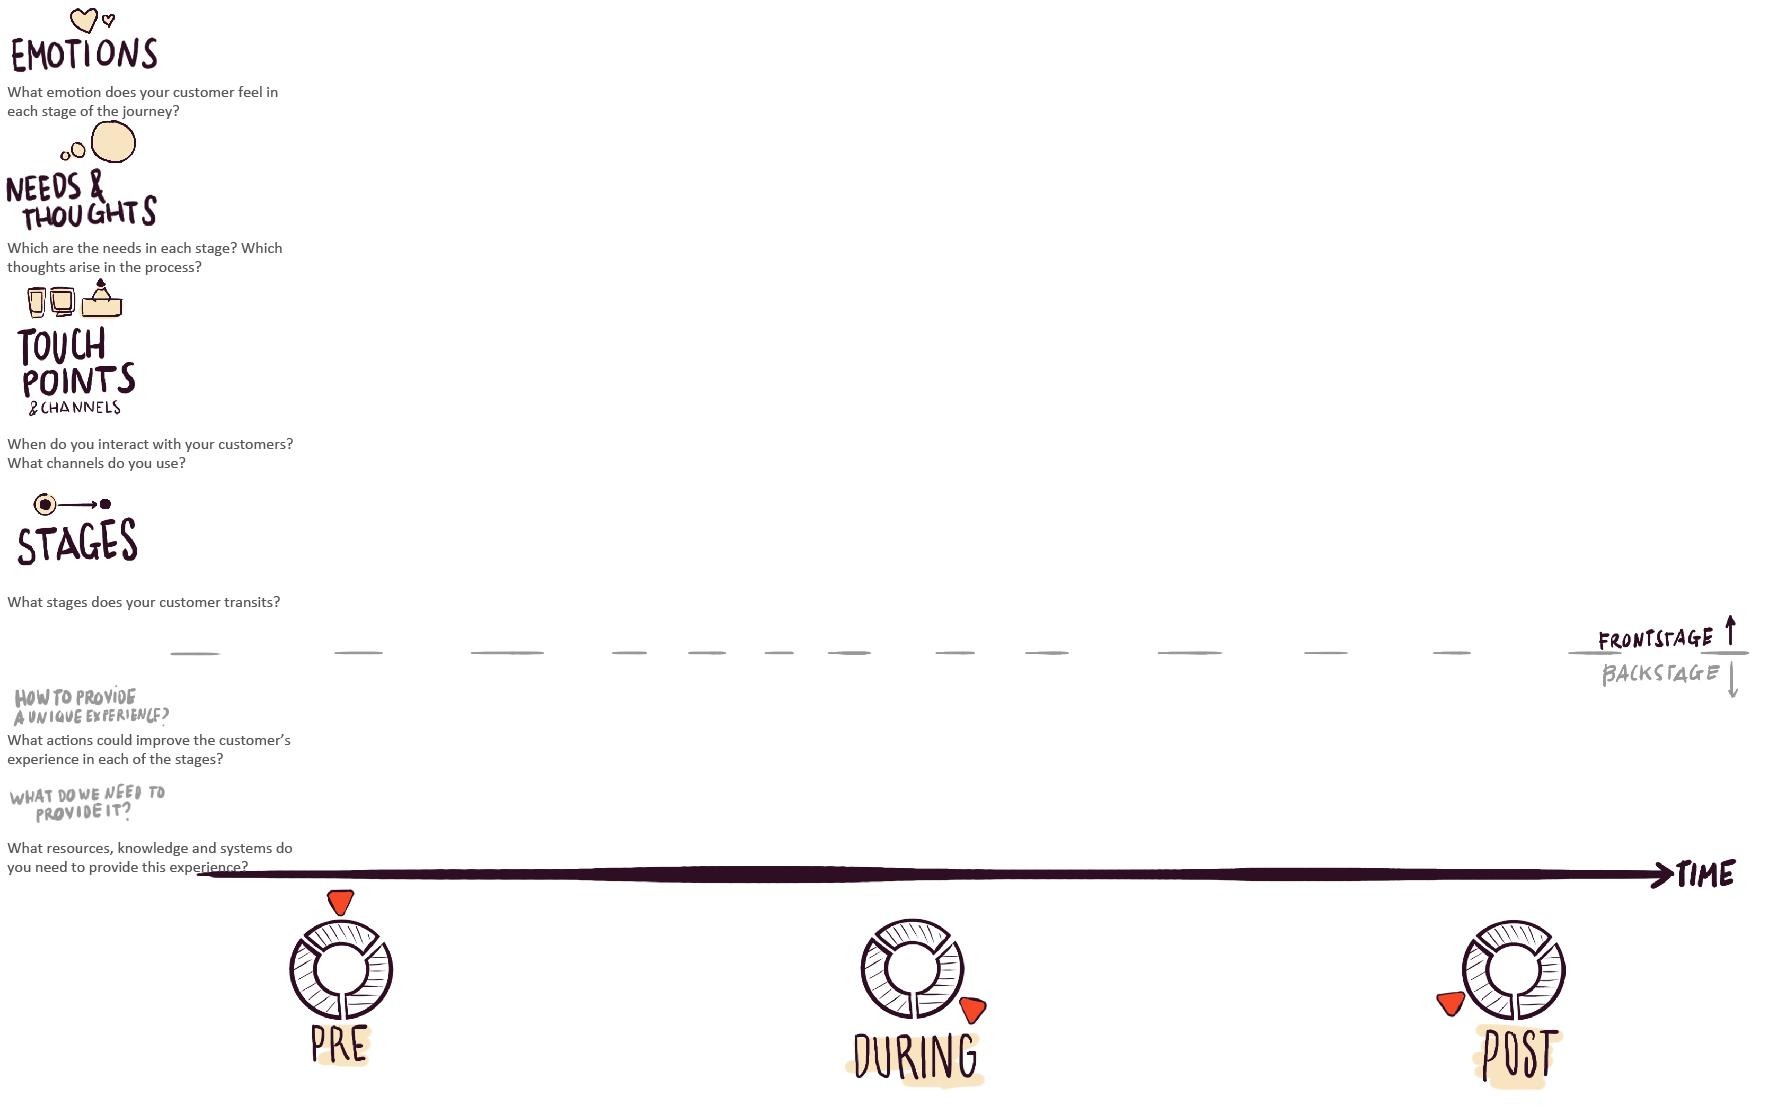 EMOTIONS
What emotion does your customer feel in
each stage of the journey?
NEEDS &
THOUGHTS
Which are the needs in each stage? Which
thoughts arise in the process?
TOUCH
POINTS
& CHANNELS
When do you interact with your customers?
What channels do you use?
STAGES
What stages does your customer transits?
FRONTSTAGE
BACKSTAGE
HOW TO PROVIDE
A UNIQUE EXPERIENCE?
What actions could improve the customer’s
experience in each of the stages?
WHAT DO WE NEED TO
PROVIDE IT?
What resources, knowledge and systems do
you need to provide this experience?
TIME
PRE
DURING
POST